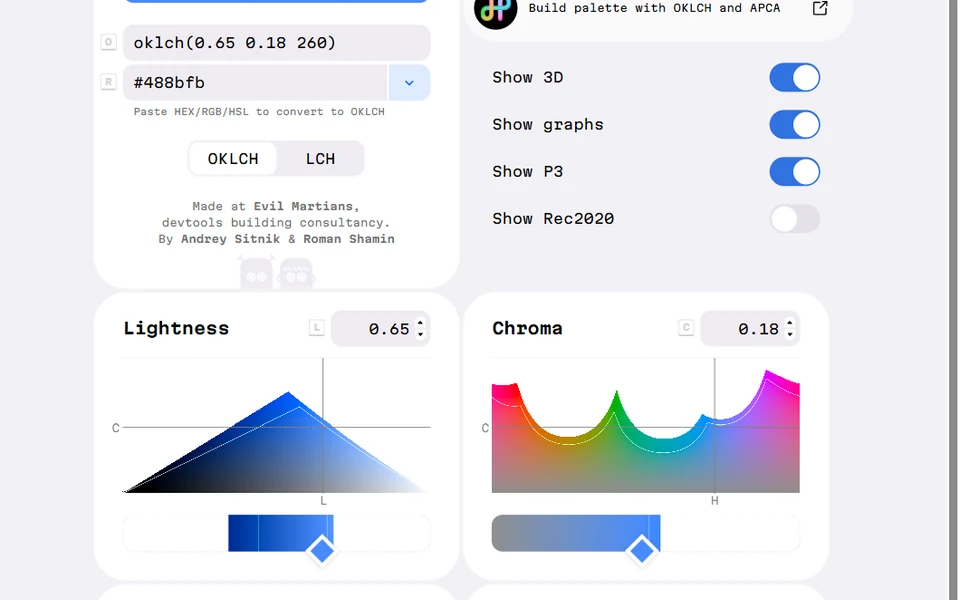 Build palette with OKLCH and APCA
O
oklch(0.65 0.18 260)
R
#488bfb
Paste HEX/RGB/HSL to convert to OKLCH
OKLCH
LCH
Made at Evil Martians,
devtools building consultancy.
By Andrey Sitnik & Roman Shamin
Show 3D
Show graphs
Show P3
Show Rec2020
Lightness
L
0.65
C
L
Chroma
C
0.18
C
H